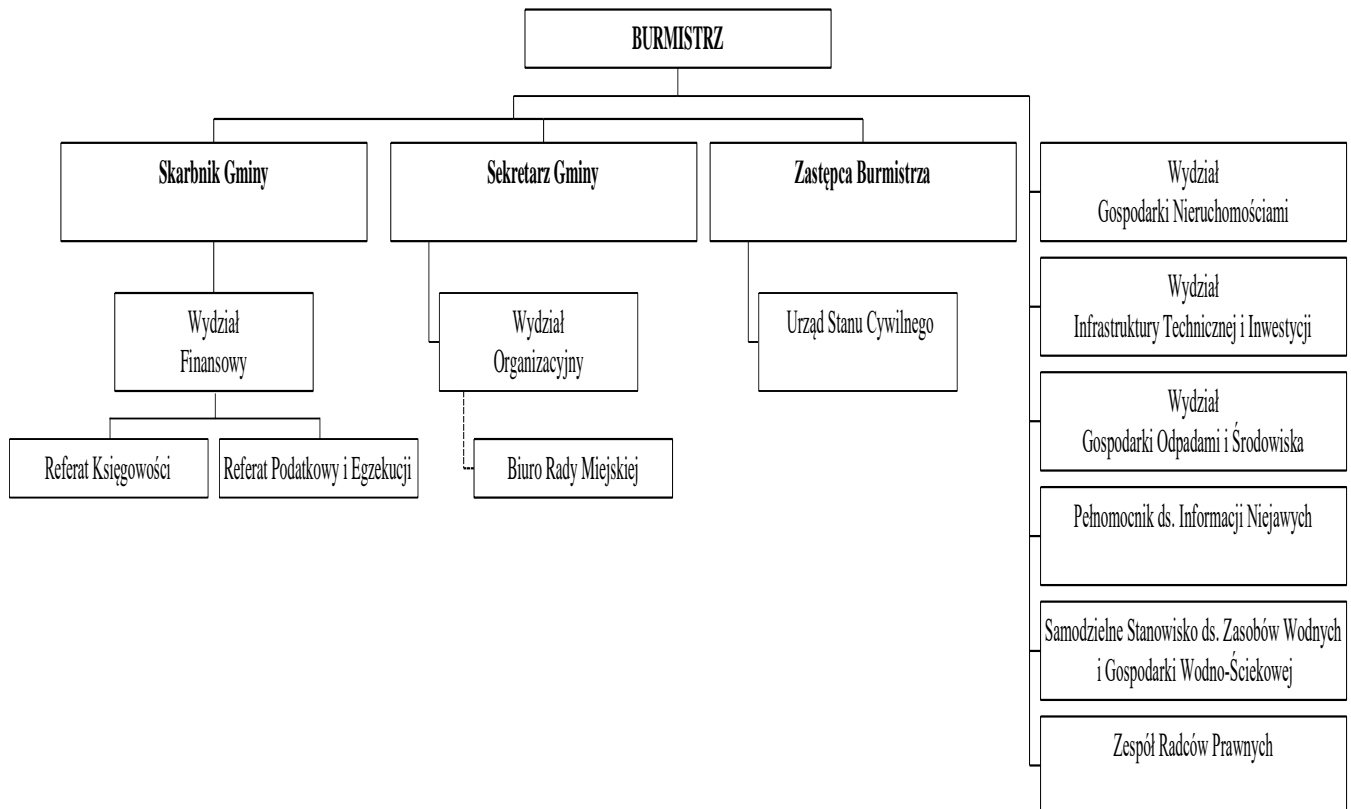 BURMISTRZ
Skarbnik Gminy
Sekretarz Gminy
Zastępca Burmistrza
Wydział
Finansowy
Referat Księgowości
Referat Podatkowy i Egzekucji
Wydział
Organizacyjny
Biuro Rady Miejskiej
Urząd Stanu Cywilnego
Wydział
Gospodarki Nieruchomościami
Wydział
Infrastruktury Technicznej i Inwestycji
Wydział
Gospodarki Odpadami i Środowiska
Pełnomocnik ds. Informacji Niejawych
Samodzielne Stanowisko ds. Zasobów Wodnych
i Gospodarki Wodno-Ściekowej
Zespół Radców Prawnych